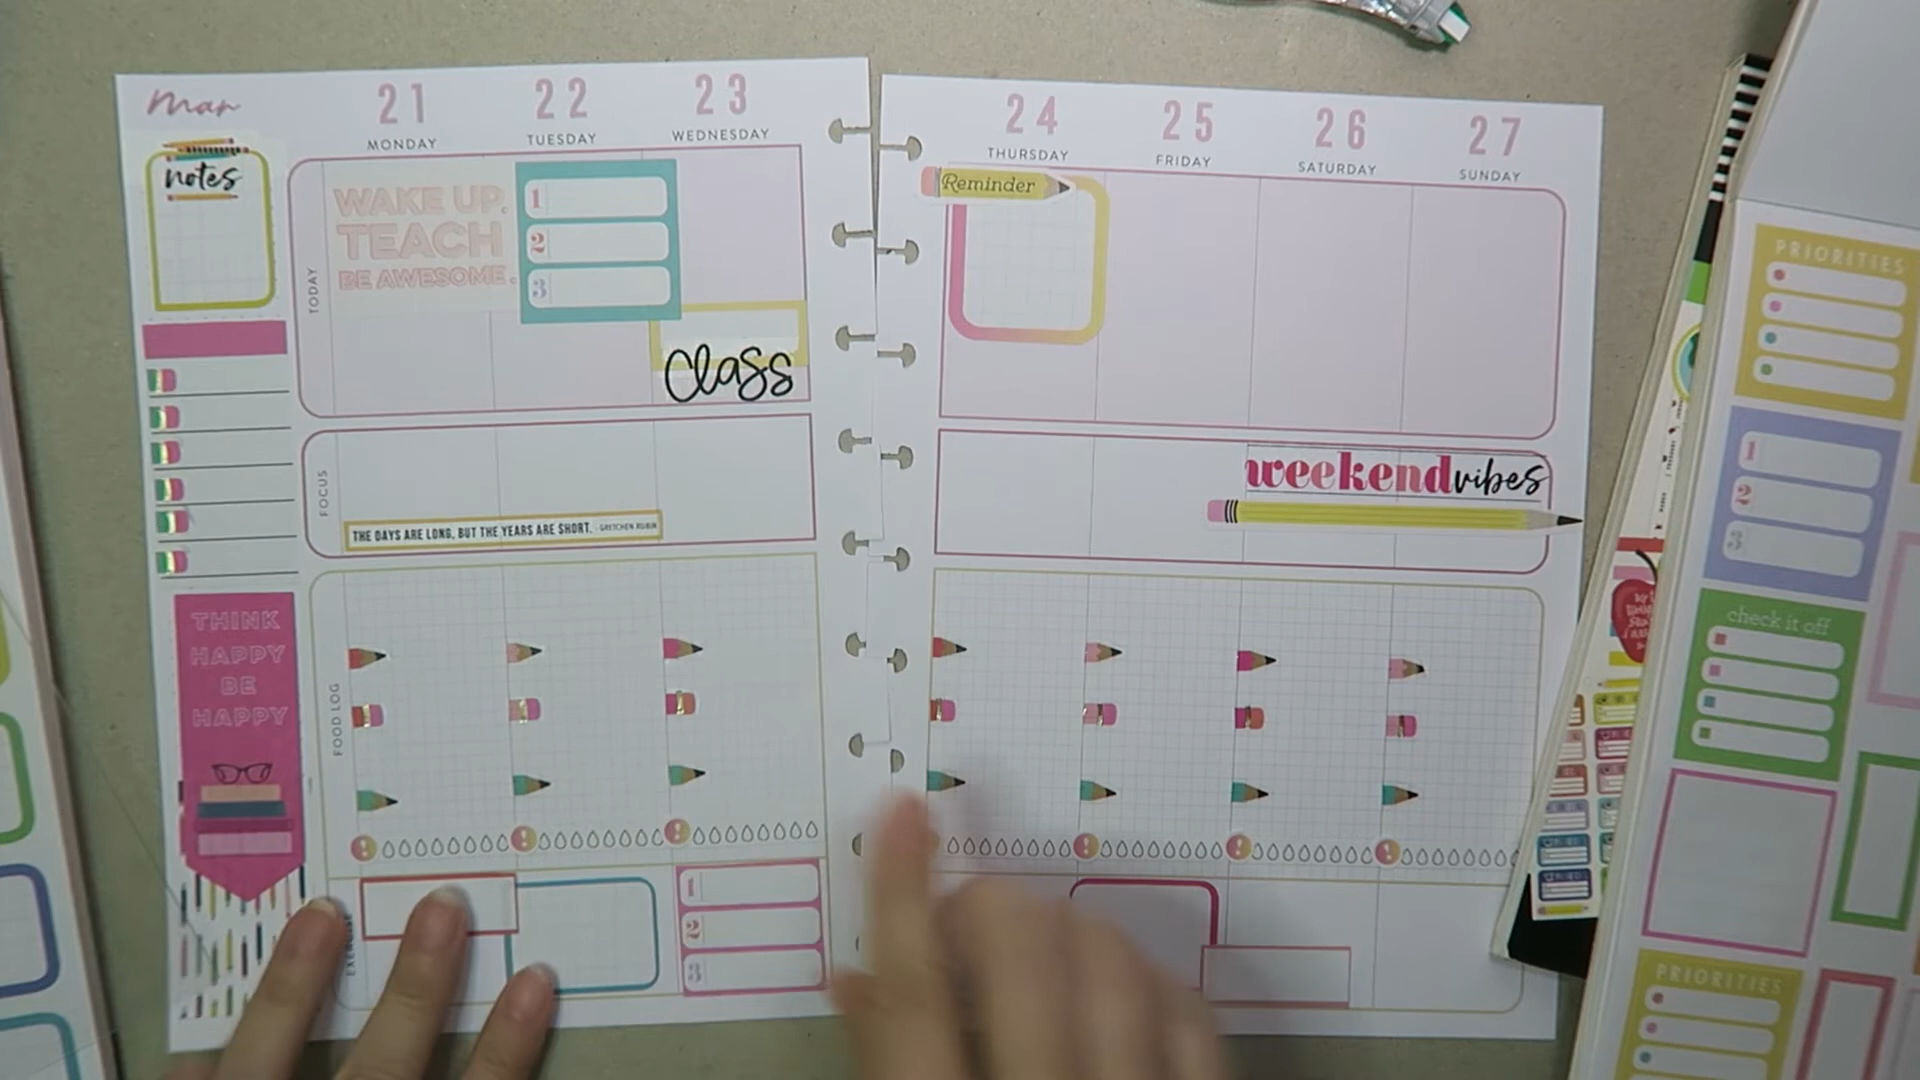 Mar
21
MONDAY
22
TUESDAY
23
WEDNESDAY
24
THURSDAY
25
FRIDAY
26
SATURDAY
27
SUNDAY
notes
TODAY
WAKE UP.
TEACH
BE AWESOME.
1
2
3
Class
Reminder
FOCUS
THE DAYS ARE LONG, BUT THE YEARS ARE SHORT. - GRETCHEN RUBIN
weekend vibes
THINK
HAPPY
BE
HAPPY
FOOD LOG
!
!
!
!
!
!
1
2
3
PRIORITIES
1
2
3
check it off
PRIORITIES